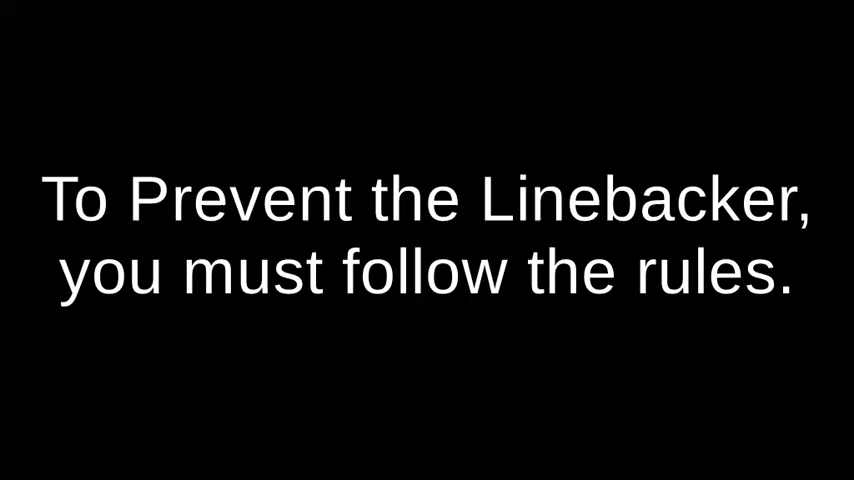 To Prevent the Linebacker,
you must follow the rules.